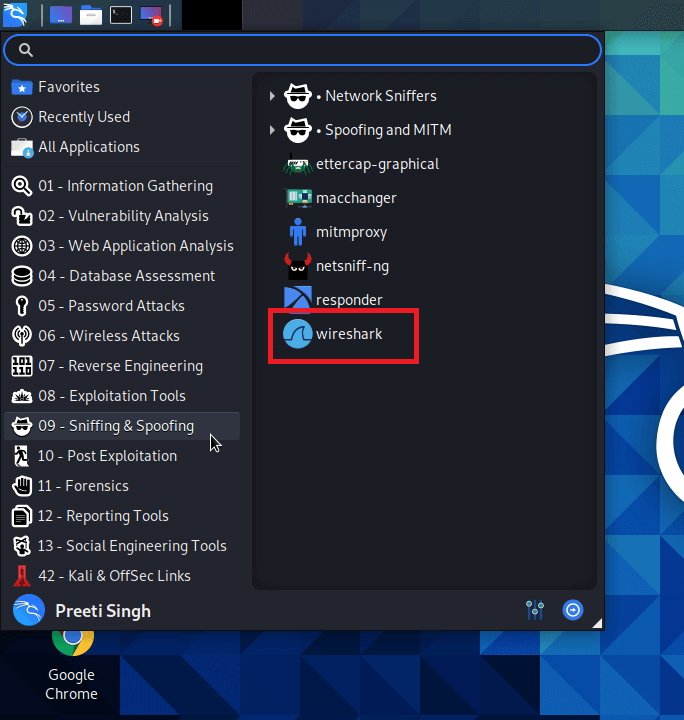 Favorites
Recently Used
All Applications
01 - Information Gathering
02 - Vulnerability Analysis
03 - Web Application Analysis
04 - Database Assessment
05 - Password Attacks
06 - Wireless Attacks
07 - Reverse Engineering
08 - Exploitation Tools
09 - Sniffing & Spoofing
10 - Post Exploitation
11 - Forensics
12 - Reporting Tools
13 - Social Engineering Tools
42 - Kali & OffSec Links
• Network Sniffers
• Spoofing and MITM
ettercap-graphical
macchanger
mitmproxy
netsniff-ng
responder
wireshark
Preeti Singh
Google
Chrome